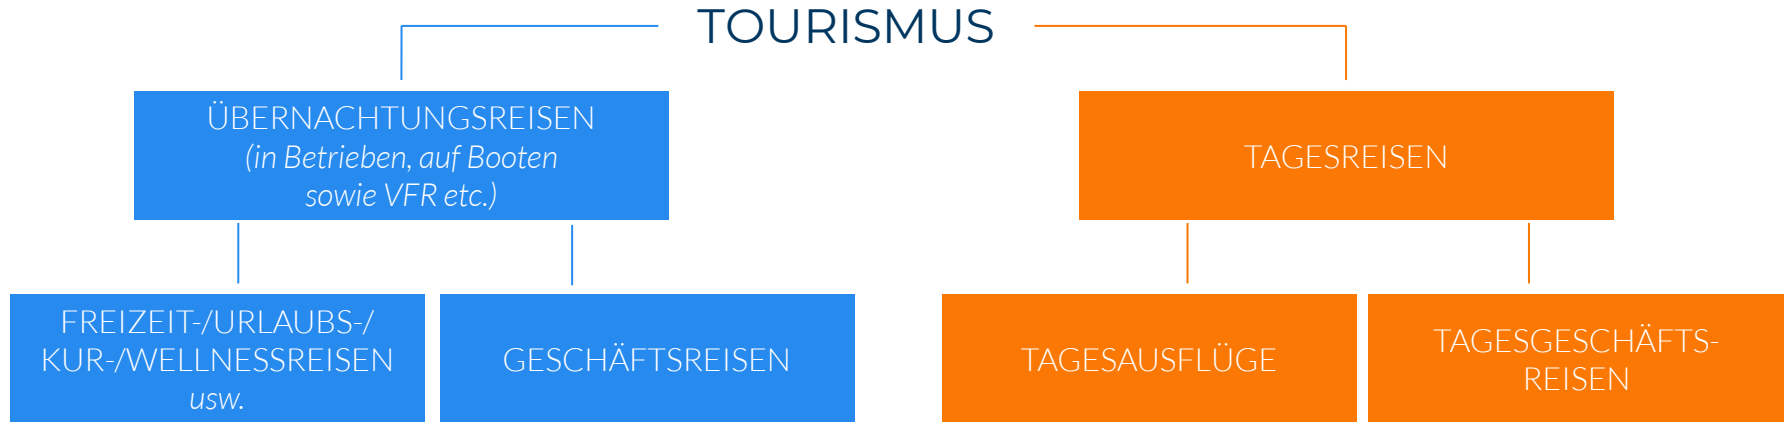 TOURISMUS
ÜBERNACHTUNGSREISEN
(in Betrieben, auf Booten
sowie VFR etc.)
TAGESREISEN
FREIZEIT-/URLAUBS-/
KUR-/WELLNESSREISEN
usw.
GESCHÄFTSREISEN
TAGESAUSFLÜGE
TAGESGESCHÄFTS-
REISEN